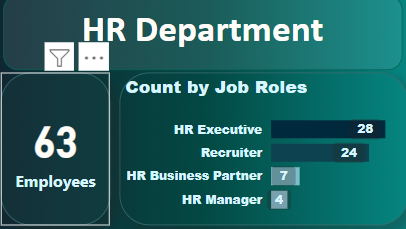 HR Department
Count by Job Roles
63
Employees
HR Executive 28
Recruiter 24
HR Business Partner 7
HR Manager 4